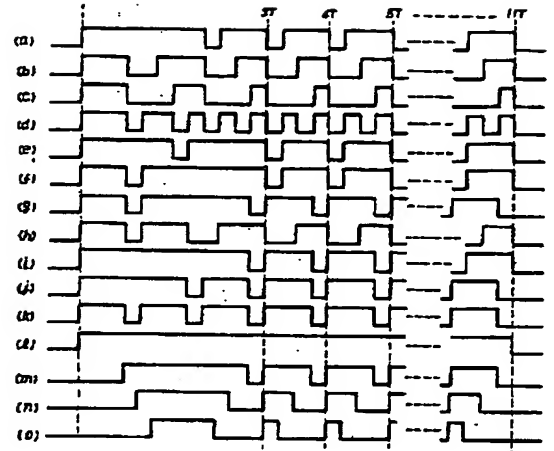 3T 4T 5T 11T
(a)
(b)
(c)
(d)
(e)
(f)
(g)
(h)
(i)
(j)
(k)
(l)
(m)
(n)
(o)